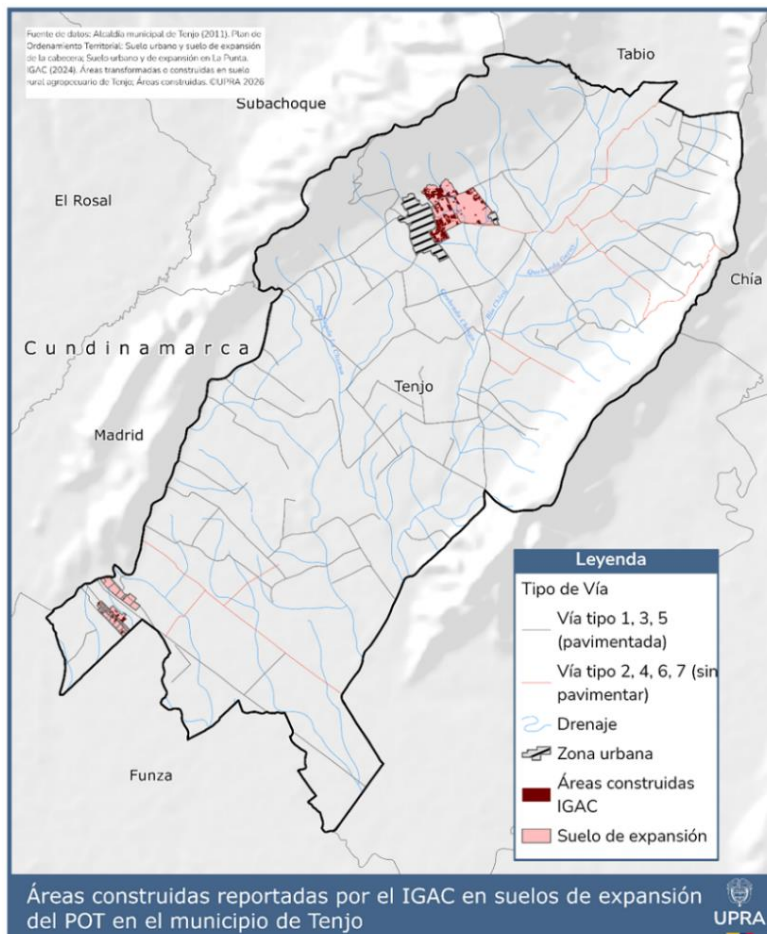 Fuente de datos: Alcaldía municipal de Tenjo (2011). Plan de
Ordenamiento Territorial: Suelo urbano y suelo de expansión
de la cabecera; Suelo urbano y de expansión en La Punta.
IGAC (2024). Áreas transformadas o construidas en suelo
rural agropecuario de Tenjo; Áreas construidas. ©UPRA 2026
Tabio
Subachoque
El Rosal
Chía
Cundinamarca
Tenjo
Madrid
Funza
Leyenda
Tipo de Vía
Vía tipo 1, 3, 5
(pavimentada)
Vía tipo 2, 4, 6, 7 (sin
pavimentar)
Drenaje
Zona urbana
Áreas construidas
IGAC
Suelo de expansión
Áreas construidas reportadas por el IGAC en suelos de expansión
del POT en el municipio de Tenjo
UPRA